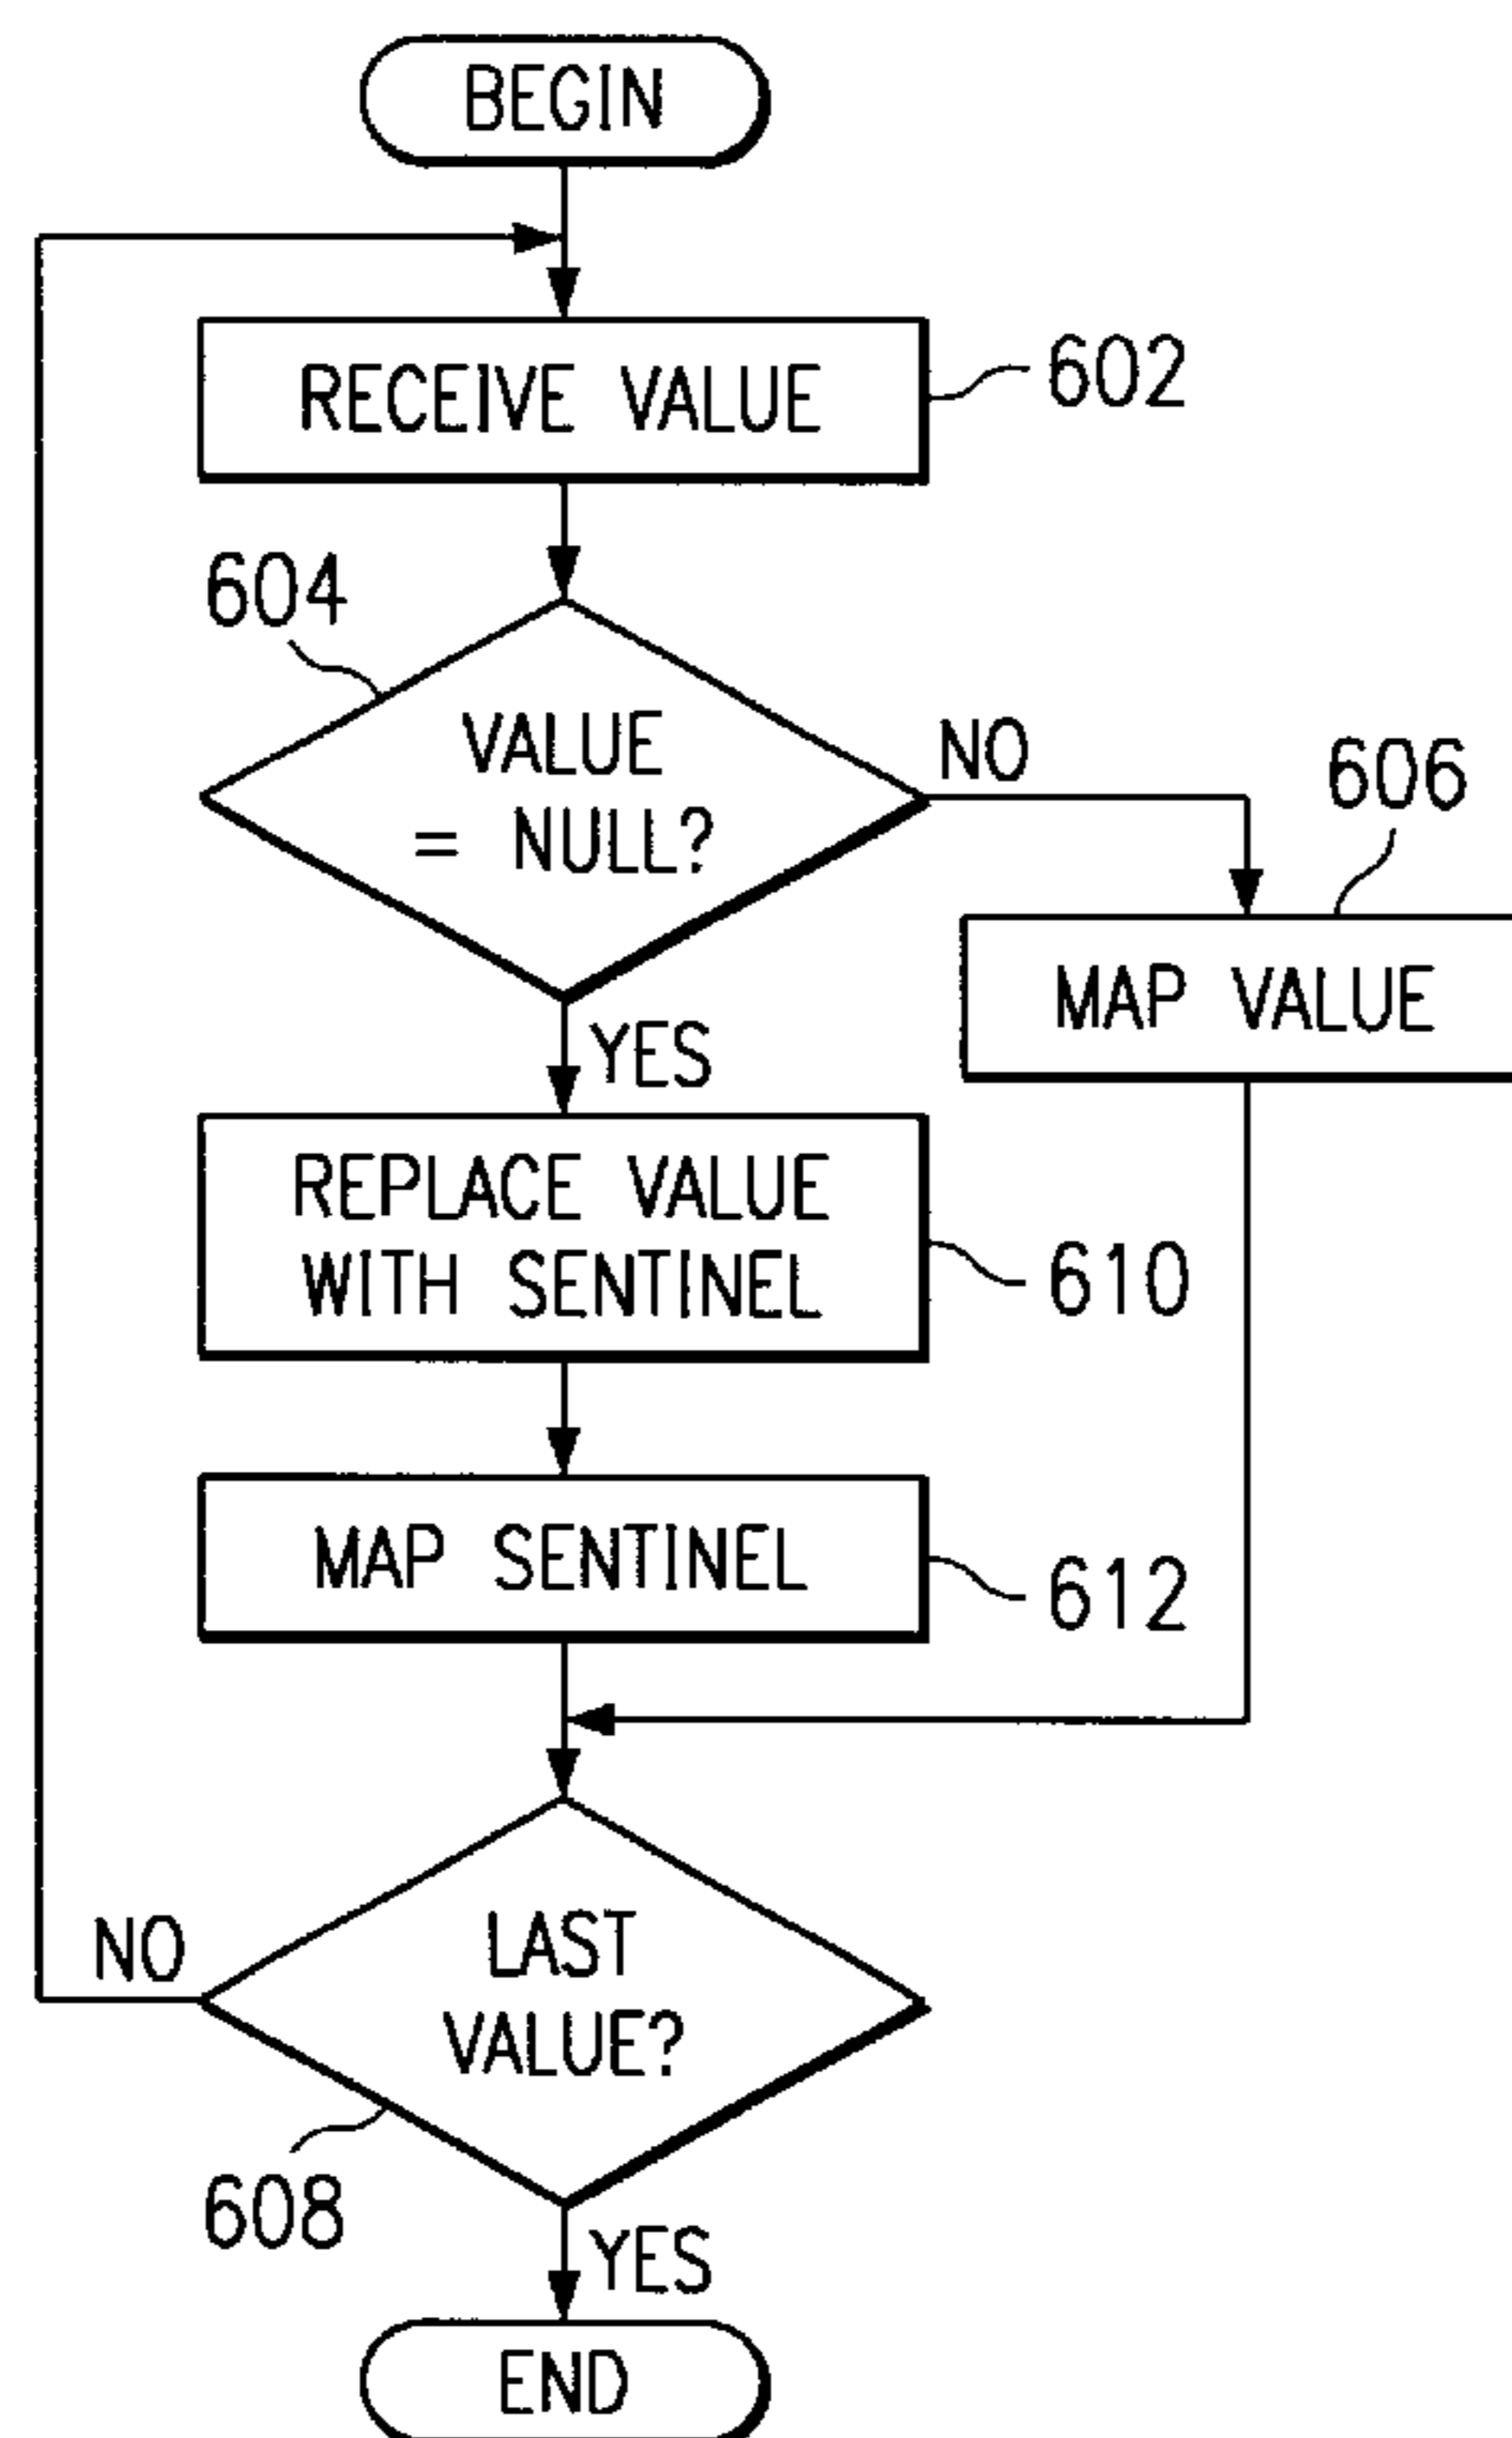 BEGIN
RECEIVE VALUE
602
604
VALUE
= NULL?
NO
606
MAP VALUE
YES
REPLACE VALUE
WITH SENTINEL
610
MAP SENTINEL
612
NO
LAST
VALUE?
608
YES
END